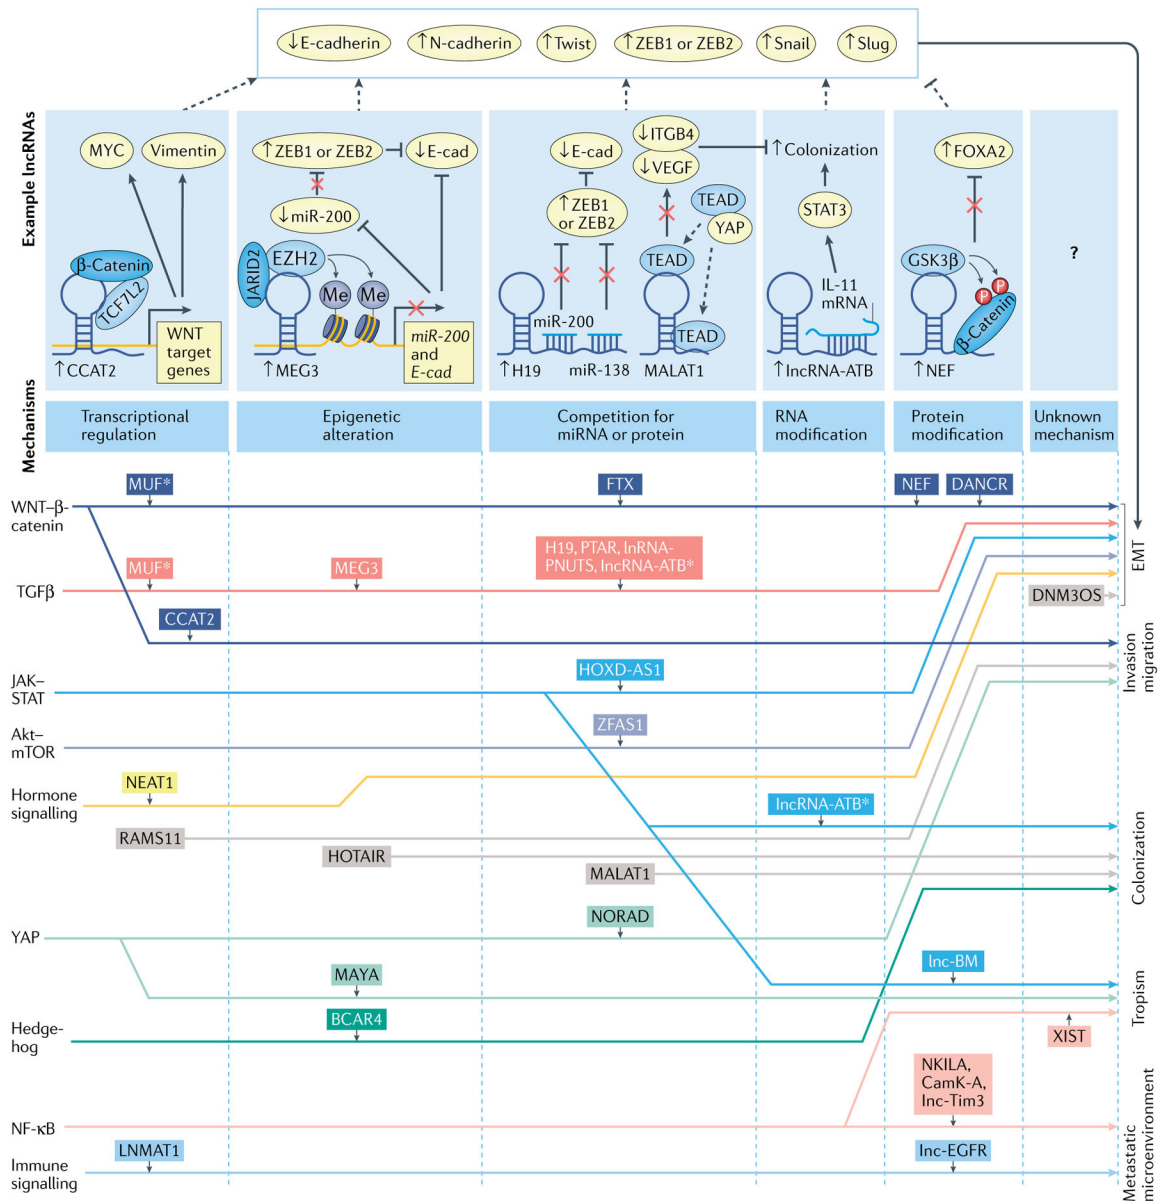 ↓E-cadherin
↑N-cadherin
↑Twist
↑ZEB1 or ZEB2
↑Snail
↑Slug
Example lncRNAs
MYC
Vimentin
β-Catenin
TCF7L2
WNT
target
genes
↑CCAT2
↑ZEB1 or ZEB2
↓E-cad
↓miR-200
JARID2
EZH2
Me
Me
miR-200
and
E-cad
↑MEG3
↓E-cad
↑ZEB1
or ZEB2
miR-200
↑H19
miR-138
↓ITGB4
↓VEGF
TEAD
YAP
TEAD
TEAD
MALAT1
↑Colonization
STAT3
IL-11
mRNA
↑lncRNA-ATB
↑FOXA2
GSK3β
P
P
β-Catenin
↑NEF
?
Mechanisms
Transcriptional
regulation
Epigenetic
alteration
Competition for
miRNA or protein
RNA
modification
Protein
modification
Unknown
mechanism
MUF*
FTX
NEF
DANCR
WNT–β-
catenin
H19, PTAR, lnRNA-
PNUTS, lncRNA-ATB*
MUF*
MEG3
TGFβ
DNM3OS
EMT
CCAT2
Invasion
migration
HOXD-AS1
JAK–
STAT
ZFAS1
Akt–
mTOR
NEAT1
Hormone
signalling
lncRNA-ATB*
RAMS11
HOTAIR
MALAT1
Colonization
NORAD
YAP
lnc-BM
MAYA
Tropism
BCAR4
Hedge-
hog
XIST
NKILA,
CamK-A,
lnc-Tim3
NF-κB
LNMAT1
lnc-EGFR
Immune
signalling
Metastatic
microenvironment